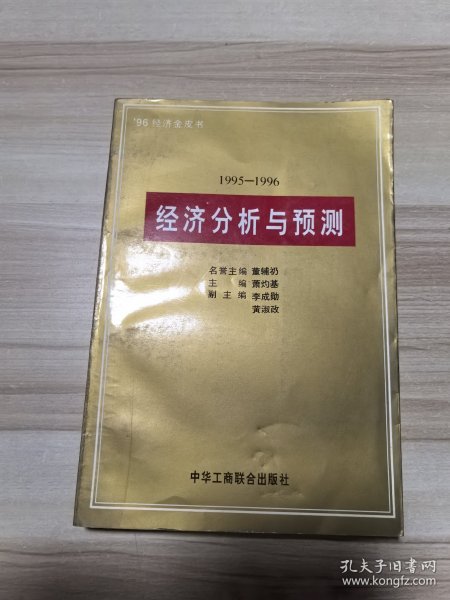 '96 经济金皮书
1995—1996
经济分析与预测
名誉主编 董辅礽
主编 萧灼基
副主编 李成勋
黄淑政
中华工商联合出版社
孔夫子旧书网
www.kongfz.com